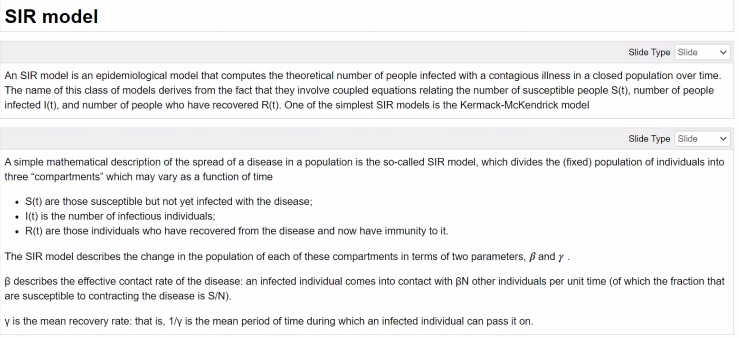 SIR model
Slide Type Slide
An SIR model is an epidemiological model that computes the theoretical number of people infected with a contagious illness in a closed population over time.
The name of this class of models derives from the fact that they involve coupled equations relating the number of susceptible people S(t), number of people
infected I(t), and number of people who have recovered R(t). One of the simplest SIR models is the Kermack-McKendrick model
Slide Type Slide
A simple mathematical description of the spread of a disease in a population is the so-called SIR model, which divides the (fixed) population of individuals into
three “compartments” which may vary as a function of time
• S(t) are those susceptible but not yet infected with the disease;
• I(t) is the number of infectious individuals;
• R(t) are those individuals who have recovered from the disease and now have immunity to it.
The SIR model describes the change in the population of each of these compartments in terms of two parameters, β and γ .
β describes the effective contact rate of the disease: an infected individual comes into contact with βN other individuals per unit time (of which the fraction that
are susceptible to contracting the disease is S/N).
γ is the mean recovery rate: that is, 1/γ is the mean period of time during which an infected individual can pass it on.